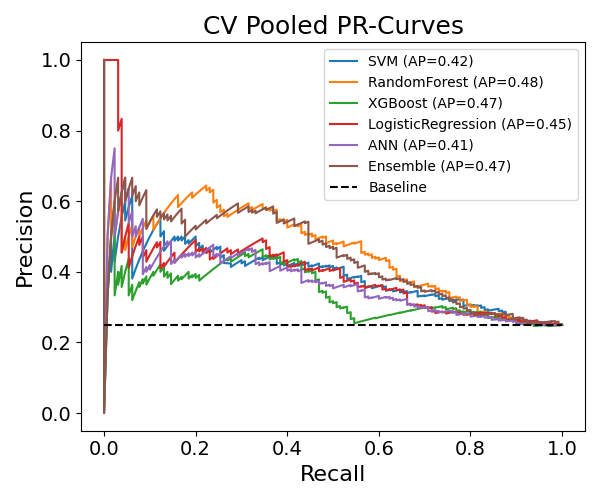 CV Pooled PR-Curves
SVM (AP=0.42)
RandomForest (AP=0.48)
XGBoost (AP=0.47)
LogisticRegression (AP=0.45)
ANN (AP=0.41)
Ensemble (AP=0.47)
Baseline
Precision
1.0
0.8
0.6
0.4
0.2
0.0
0.0 0.2 0.4 0.6 0.8 1.0
Recall